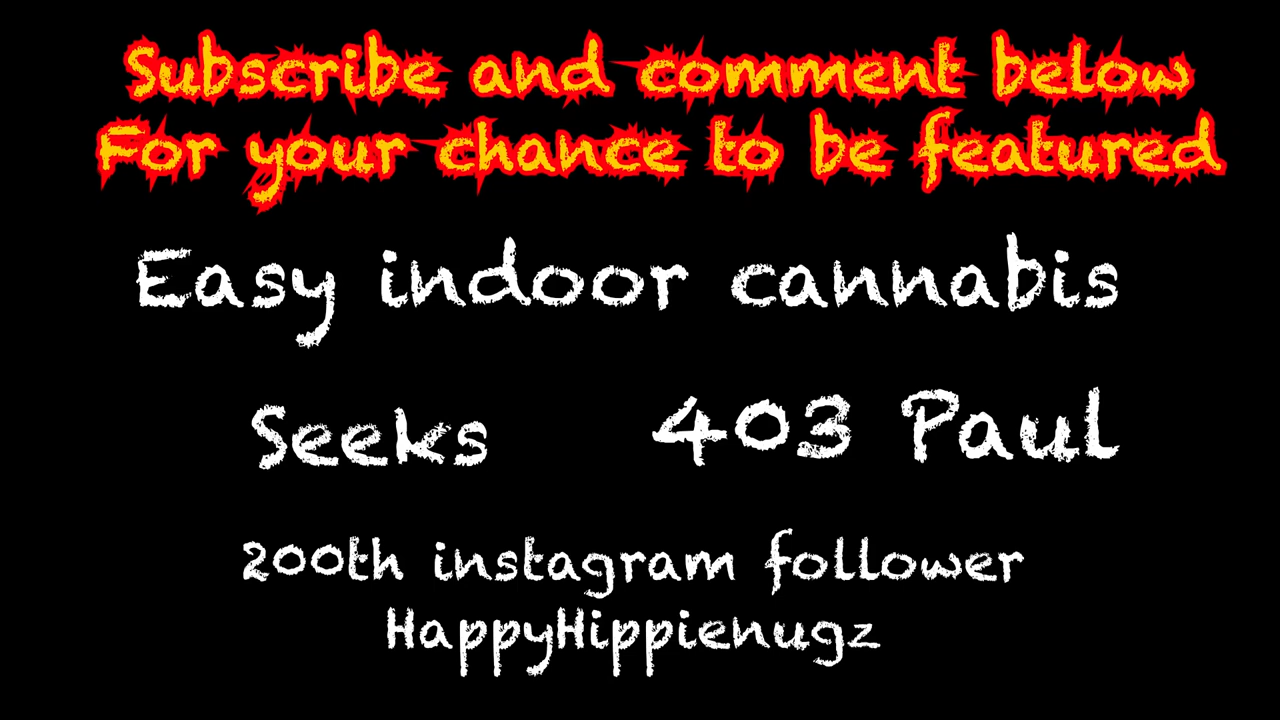 Subscribe and comment below
For your chance to be featured
Easy indoor cannabis
Seeks 403 Paul
200th instagram follower
HappyHippienugz